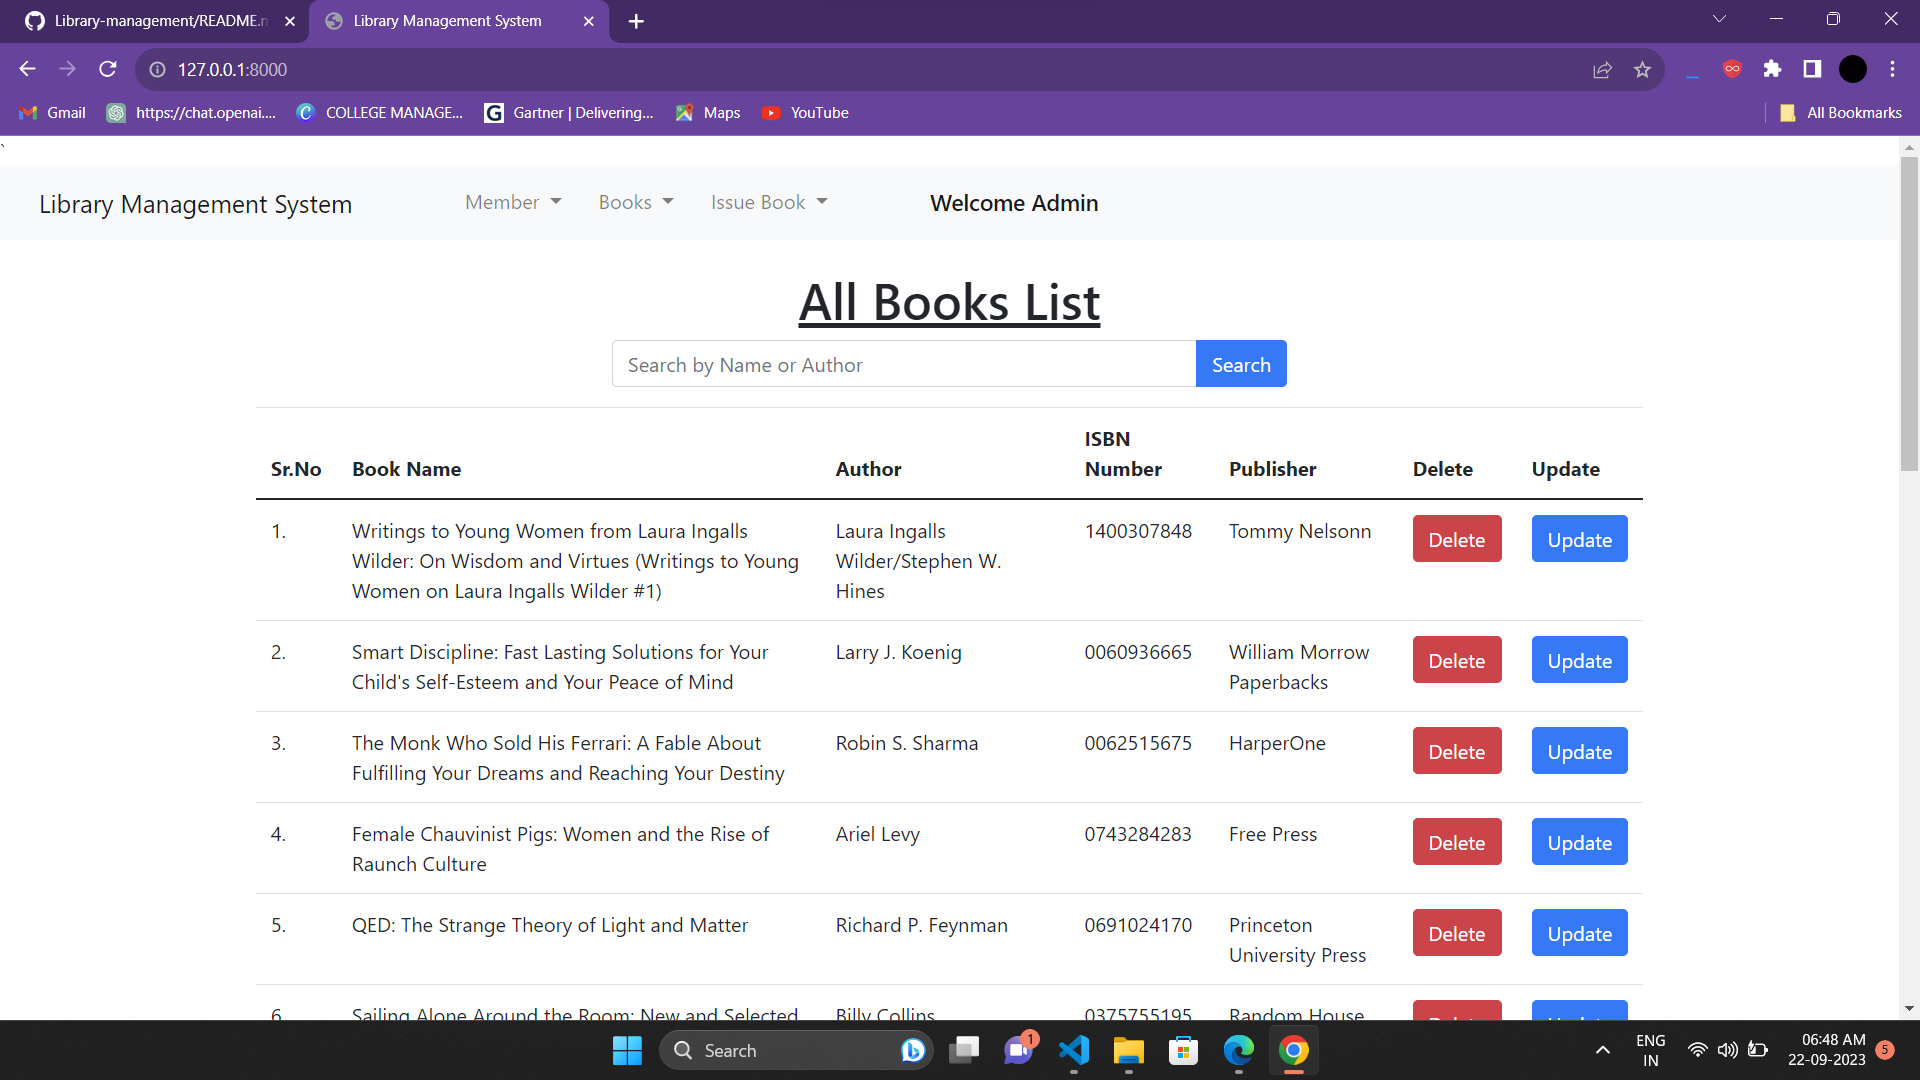 Library-management/README.m
Library Management System
127.0.0.1:8000
Gmail
https://chat.openai....
COLLEGE MANAGE...
Gartner | Delivering...
Maps
YouTube
All Bookmarks
`
Library Management System
Member
Books
Issue Book
Welcome Admin
All Books List
Search by Name or Author
Search
Sr.No
Book Name
Author
ISBN
Number
Publisher
Delete
Update
1.
Writings to Young Women from Laura Ingalls
Wilder: On Wisdom and Virtues (Writings to Young
Women on Laura Ingalls Wilder #1)
Laura Ingalls
Wilder/Stephen W.
Hines
1400307848
Tommy Nelsonn
Delete
Update
2.
Smart Discipline: Fast Lasting Solutions for Your
Child's Self-Esteem and Your Peace of Mind
Larry J. Koenig
0060936665
William Morrow
Paperbacks
Delete
Update
3.
The Monk Who Sold His Ferrari: A Fable About
Fulfilling Your Dreams and Reaching Your Destiny
Robin S. Sharma
0062515675
HarperOne
Delete
Update
4.
Female Chauvinist Pigs: Women and the Rise of
Raunch Culture
Ariel Levy
0743284283
Free Press
Delete
Update
5.
QED: The Strange Theory of Light and Matter
Richard P. Feynman
0691024170
Princeton
University Press
Delete
Update
6.
Sailing Alone Around the Room: New and Selected
Billy Collins
0375755195
Random House
Search
1
ENG
IN
06:48 AM
22-09-2023
5